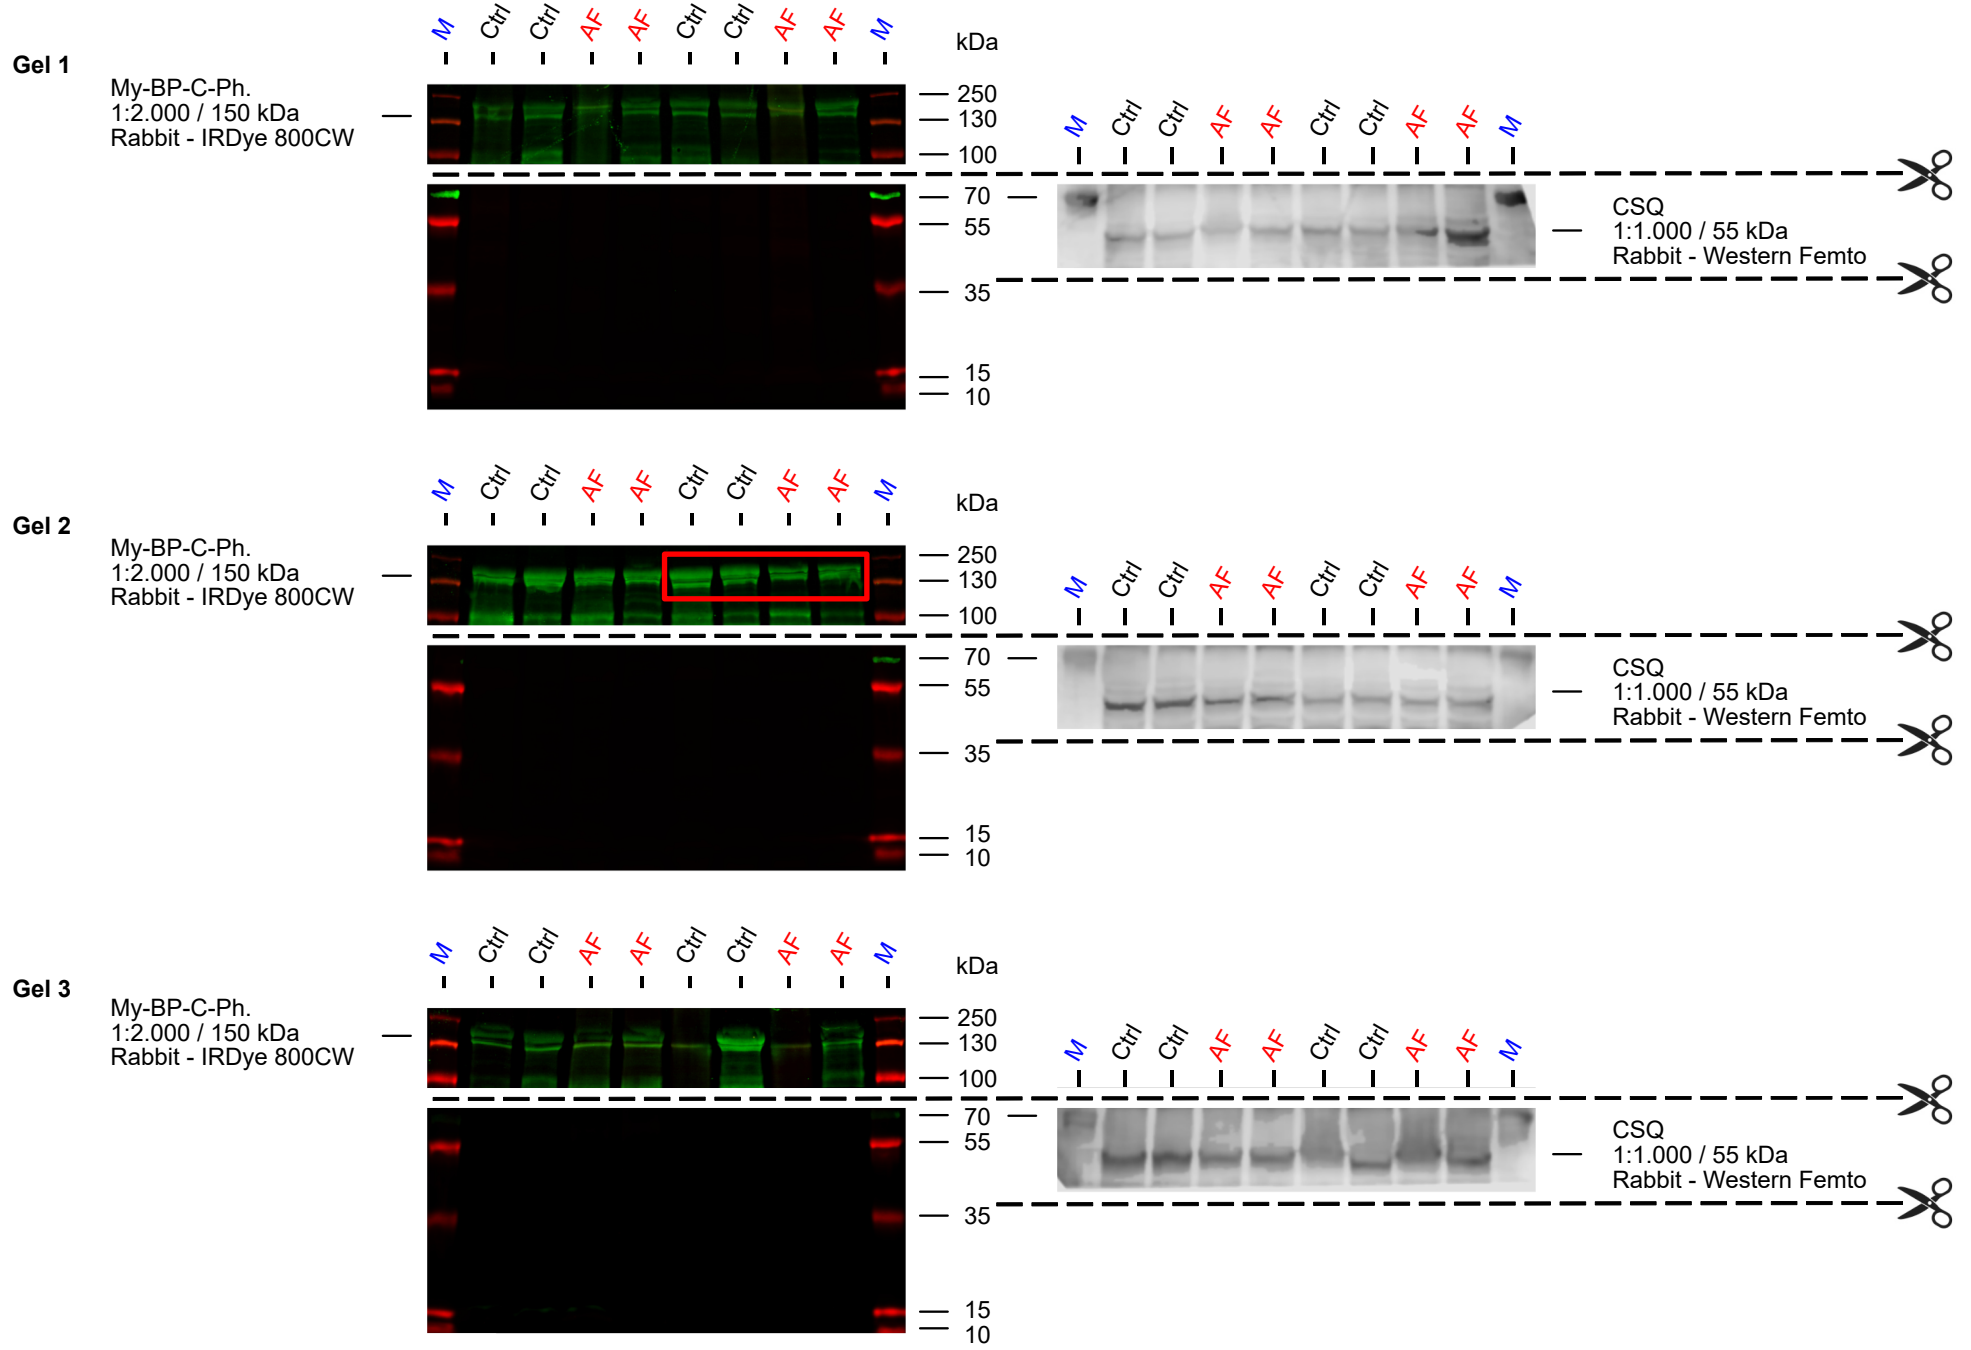 M Ctrl Ctrl AF AF Ctrl Ctrl AF AF M
kDa
Gel 1
My-BP-C-Ph.
1:2.000 / 150 kDa
Rabbit - IRDye 800CW
250
130
100
M Ctrl Ctrl AF AF Ctrl Ctrl AF AF M
70
55
35
15
10
CSQ
1:1.000 / 55 kDa
Rabbit - Western Femto
M Ctrl Ctrl AF AF Ctrl Ctrl AF AF M
kDa
Gel 2
My-BP-C-Ph.
1:2.000 / 150 kDa
Rabbit - IRDye 800CW
250
130
100
M Ctrl Ctrl AF AF Ctrl Ctrl AF AF M
70
55
35
15
10
CSQ
1:1.000 / 55 kDa
Rabbit - Western Femto
M Ctrl Ctrl AF AF Ctrl Ctrl AF AF M
kDa
Gel 3
My-BP-C-Ph.
1:2.000 / 150 kDa
Rabbit - IRDye 800CW
250
130
100
M Ctrl Ctrl AF AF Ctrl Ctrl AF AF M
70
55
35
15
10
CSQ
1:1.000 / 55 kDa
Rabbit - Western Femto